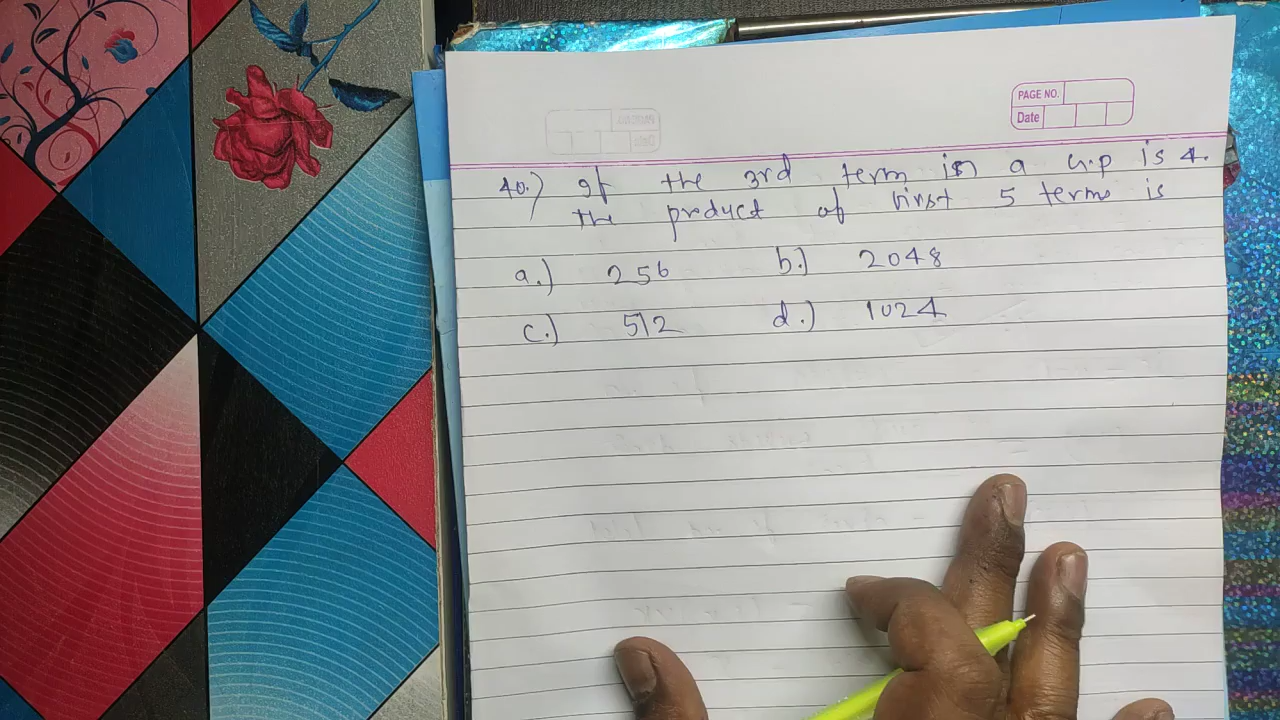 PAGE NO.
Date
40.) If the 3rd term in a G.P is 4.
The product of first 5 terms is
a.) 256 b.) 2048
c.) 512 d.) 1024